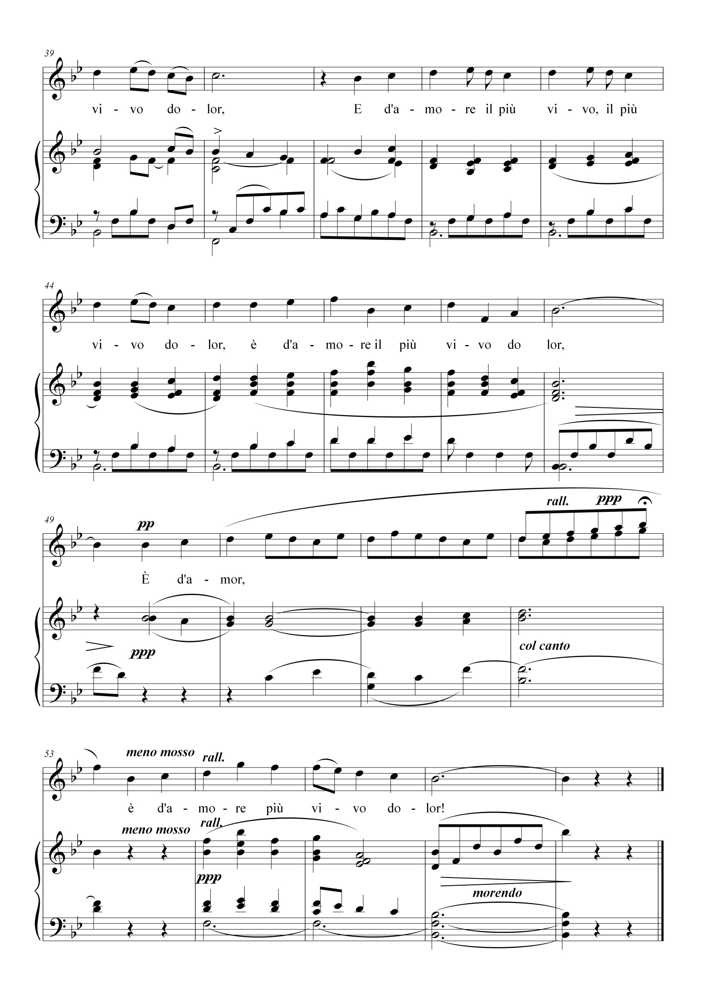 39
vi - vo do - lor, E d'a - mo - re il più vi - vo, il più
44
vi - vo do - lor, è d'a - mo - re il più vi - vo do lor,
rall. ppp
49
pp
È d'a - mor,
col canto
ppp
53
meno mosso rall.
è d'a - mo - re più vi - vo do - lor!
meno mosso rall.
ppp
morendo